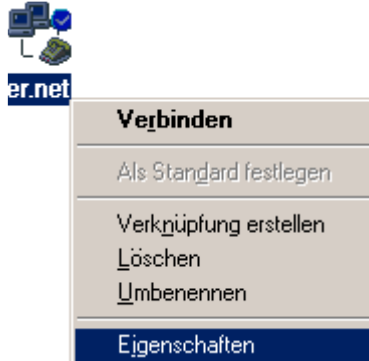 er.net
Verbinden
Als Standard festlegen
Verknüpfung erstellen
Löschen
Umbenennen
Eigenschaften